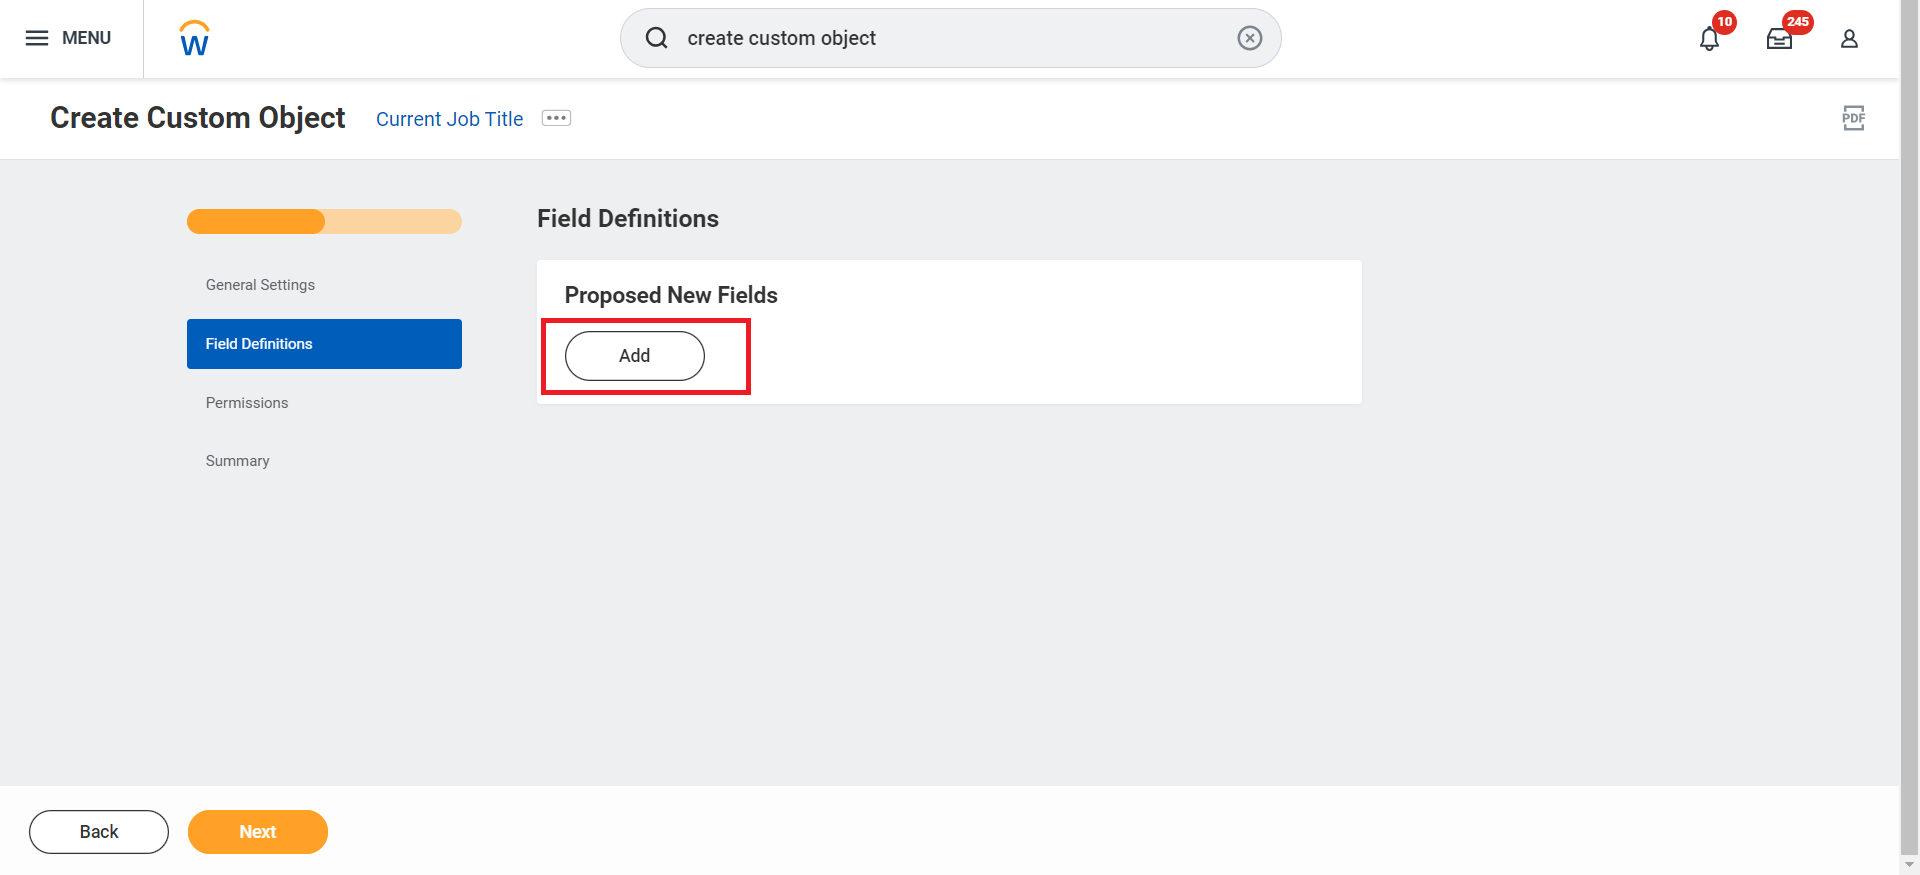 MENU
W
create custom object
10
245
Create Custom Object
Current Job Title
PDF
General Settings
Field Definitions
Permissions
Summary
Field Definitions
Proposed New Fields
Add
Back
Next